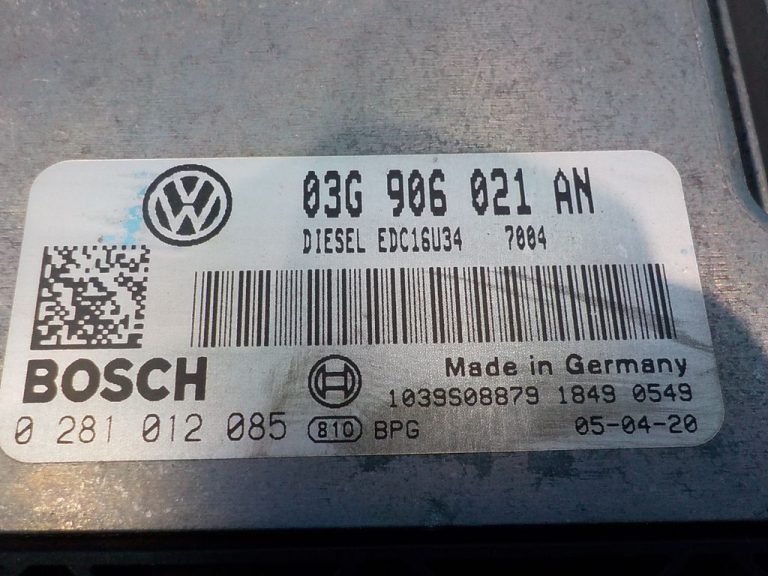 03G 906 021 AN
DIESEL EDC16U34 7004
BOSCH
Made in Germany
1039S08879 1849 0549
0 281 012 085 810 BPG 05-04-20